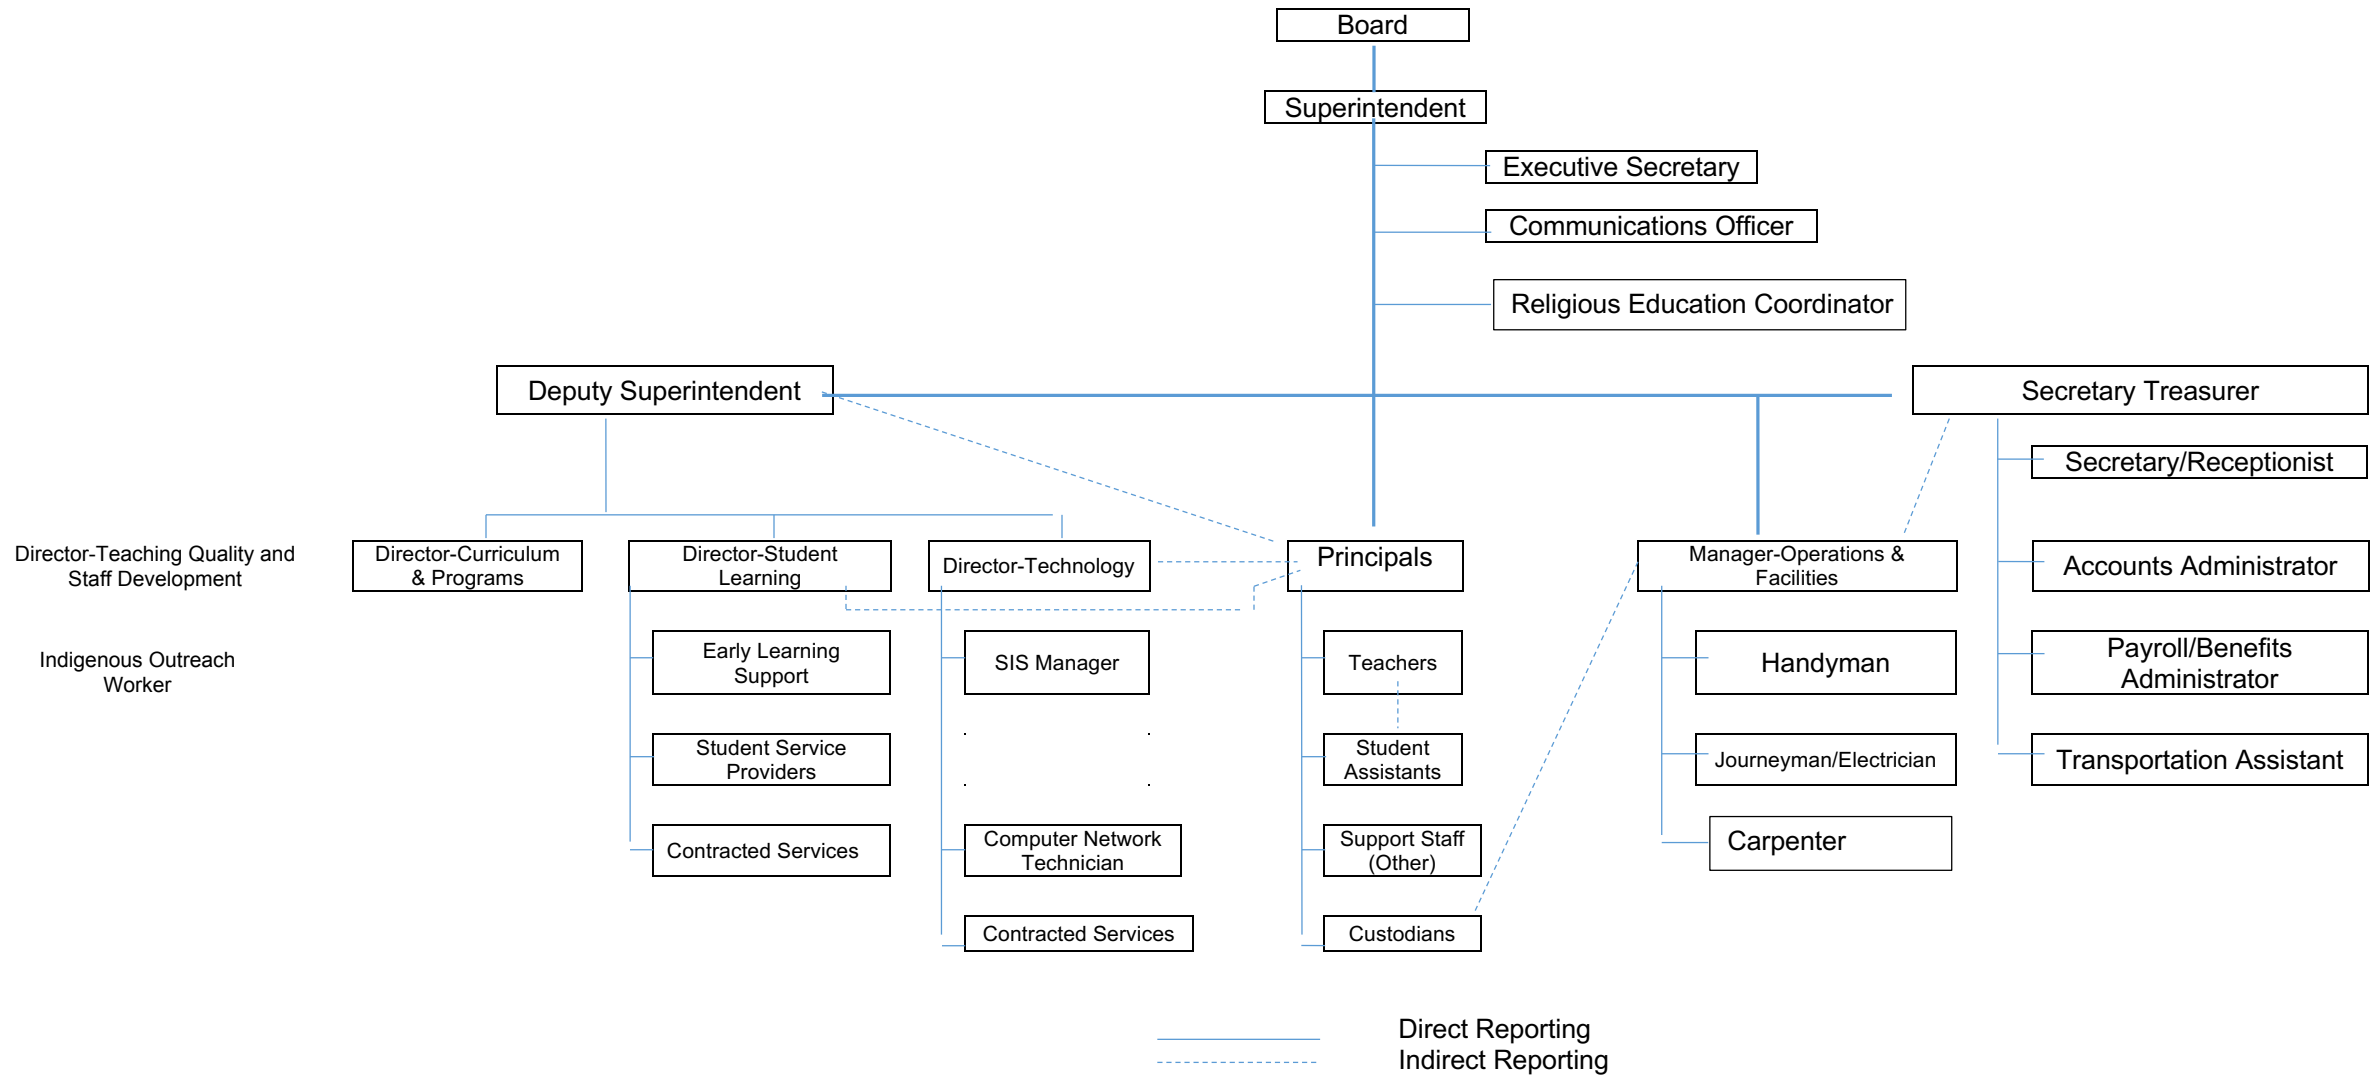 Board
Superintendent
Executive Secretary
Communications Officer
Religious Education Coordinator
Deputy Superintendent
Secretary Treasurer
Secretary/Receptionist
Director-Teaching Quality and
Staff Development
Director-Curriculum
& Programs
Director-Student
Learning
Director-Technology
Principals
Manager-Operations &
Facilities
Accounts Administrator
Indigenous Outreach
Worker
Early Learning
Support
SIS Manager
Teachers
Handyman
Payroll/Benefits
Administrator
Student Service
Providers
Student
Assistants
Journeyman/Electrician
Transportation Assistant
Contracted Services
Computer Network
Technician
Support Staff
(Other)
Carpenter
Contracted Services
Custodians
Direct Reporting
Indirect Reporting